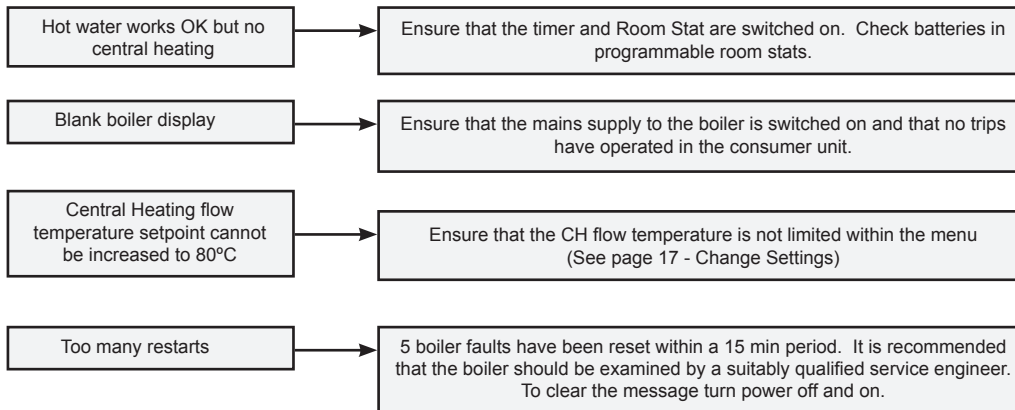 Hot water works OK but no
central heating
Ensure that the timer and Room Stat are switched on.  Check batteries in
programmable room stats.
Blank boiler display
Ensure that the mains supply to the boiler is switched on and that no trips
have operated in the consumer unit.
Central Heating flow
temperature setpoint cannot
be increased to 80ºC
Ensure that the CH flow temperature is not limited within the menu
(See page 17 - Change Settings)
Too many restarts
5 boiler faults have been reset within a 15 min period.  It is recommended
that the boiler should be examined by a suitably qualified service engineer.
To clear the message turn power off and on.